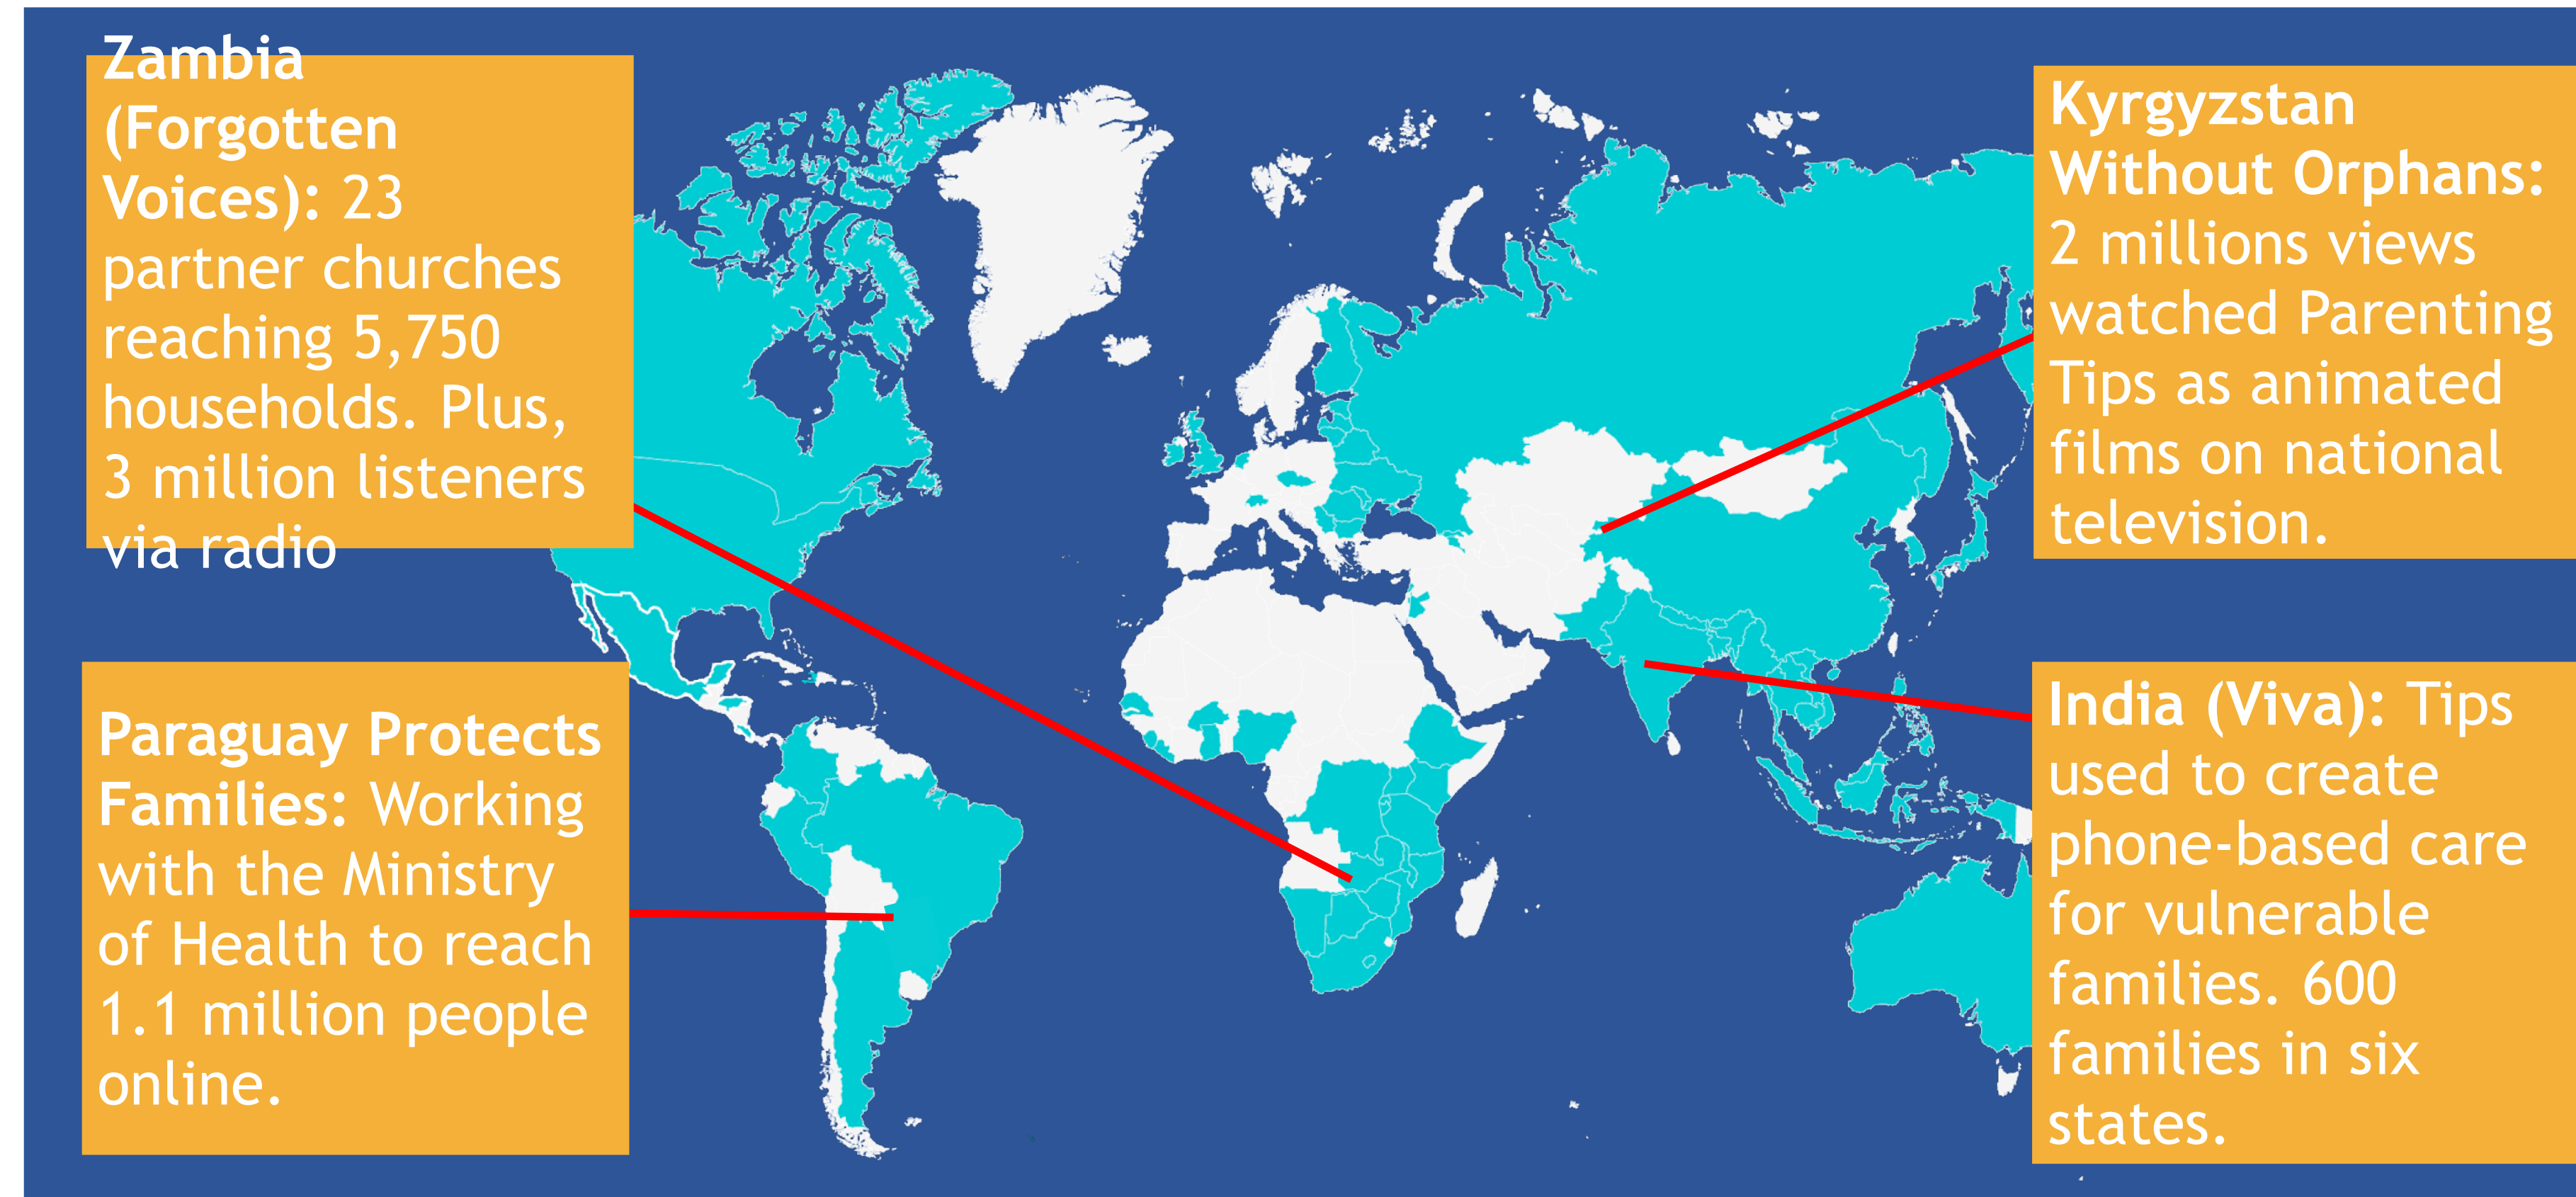 Zambia
(Forgotten
Voices): 23
partner churches
reaching 5,750
households. Plus,
3 million listeners
via radio
Paraguay Protects
Families: Working
with the Ministry
of Health to reach
1.1 million people
online.
Kyrgyzstan
Without Orphans:
2 millions views
watched Parenting
Tips as animated
films on national
television.
India (Viva): Tips
used to create
phone-based care
for vulnerable
families. 600
families in six
states.